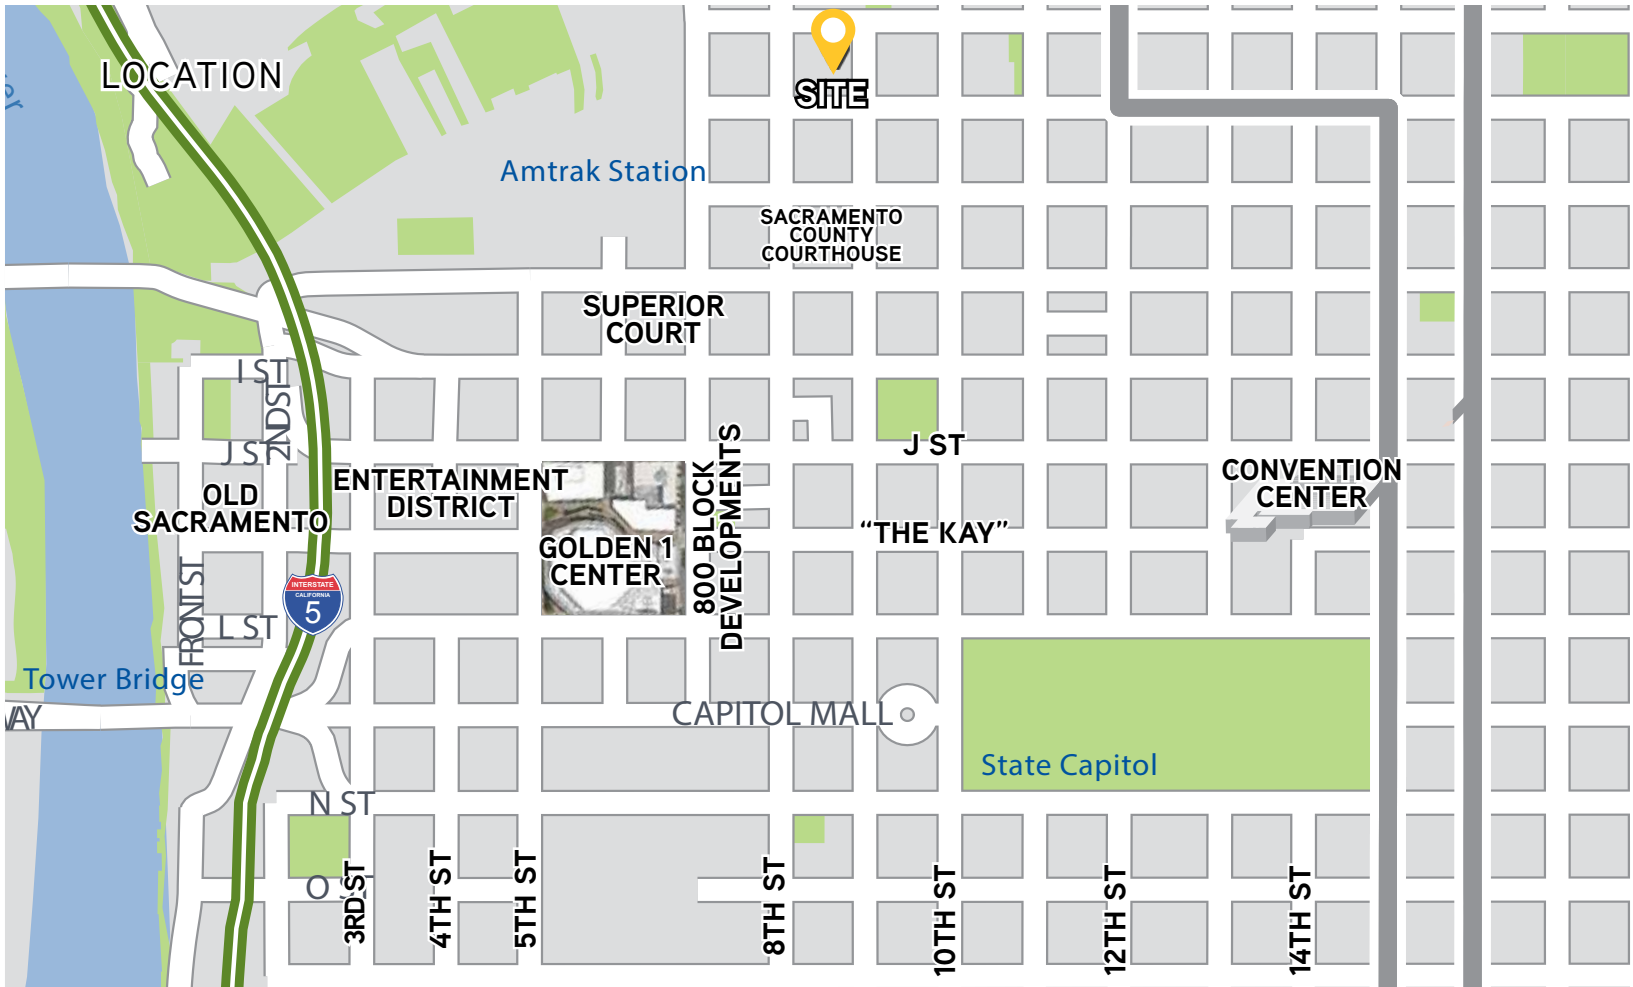 LOCATION
SITE
Amtrak Station
SACRAMENTO
COUNTY
COURTHOUSE
SUPERIOR
COURT
I ST
2ND ST
J ST
J ST
ENTERTAINMENT
DISTRICT
OLD
SACRAMENTO
800 BLOCK
DEVELOPMENTS
CONVENTION
CENTER
"THE KAY"
GOLDEN 1
CENTER
FRONT ST
INTERSTATE
CALIFORNIA
5
L ST
Tower Bridge
CAPITOL MALL
State Capitol
N ST
O ST
3RD ST
4TH ST
5TH ST
8TH ST
10TH ST
12TH ST
14TH ST